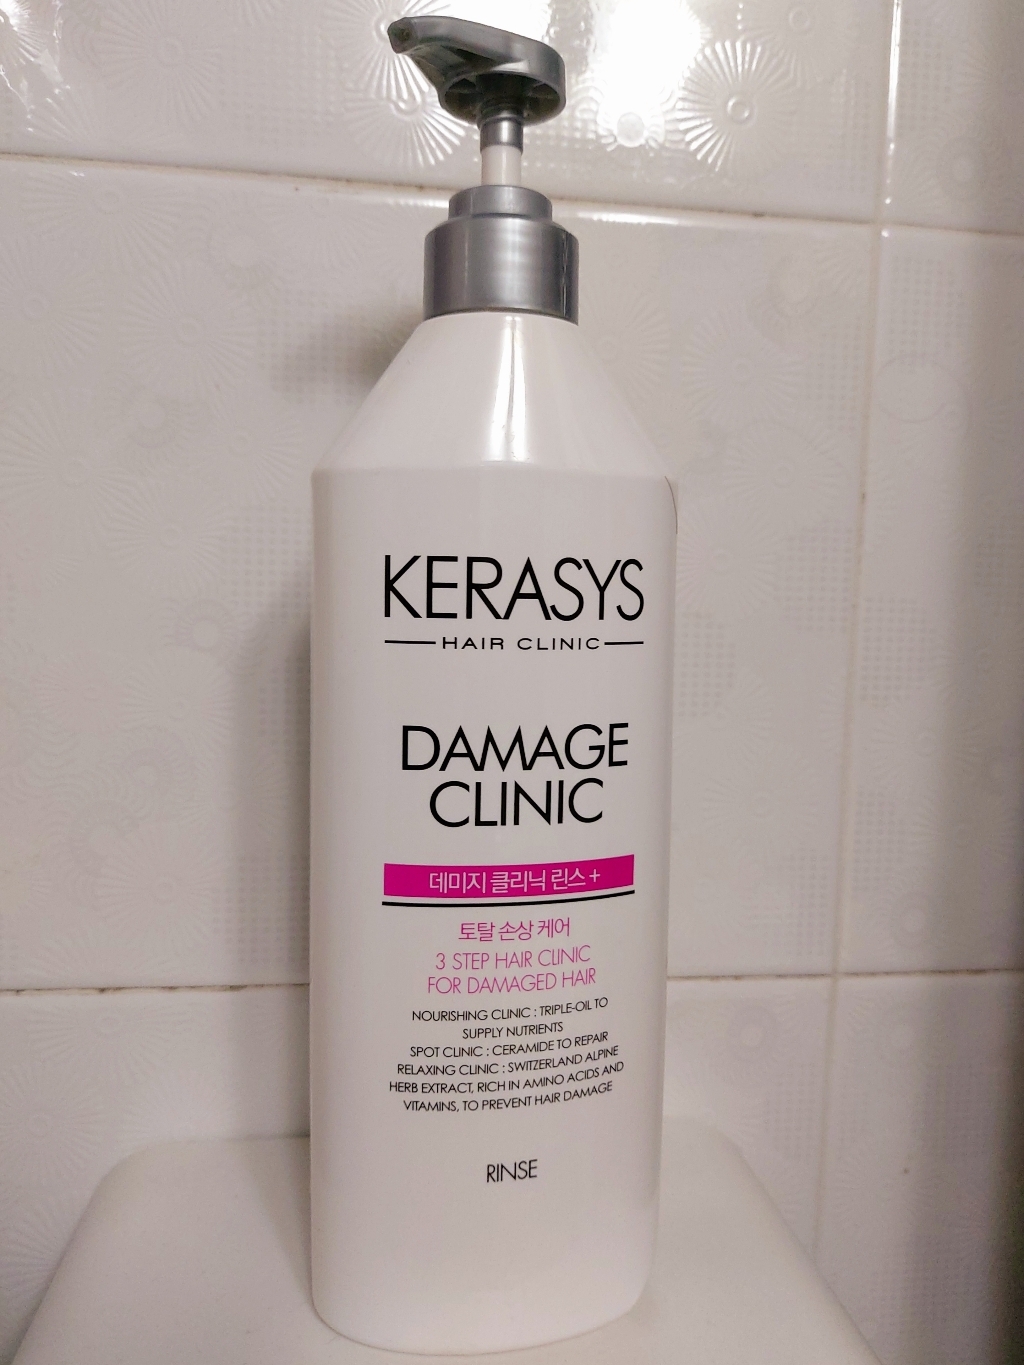 KERASYS
HAIR CLINIC
DAMAGE
CLINIC
데미지 클리닉 린스+
토탈 손상 케어
3 STEP HAIR CLINIC
FOR DAMAGED HAIR
NOURISHING CLINIC : TRIPLE-OIL TO
SUPPLY NUTRIENTS
SPOT CLINIC : CERAMIDE TO REPAIR
RELAXING CLINIC : SWITZERLAND ALPINE
HERB EXTRACT, RICH IN AMINO ACIDS AND
VITAMINS, TO PREVENT HAIR DAMAGE
RINSE